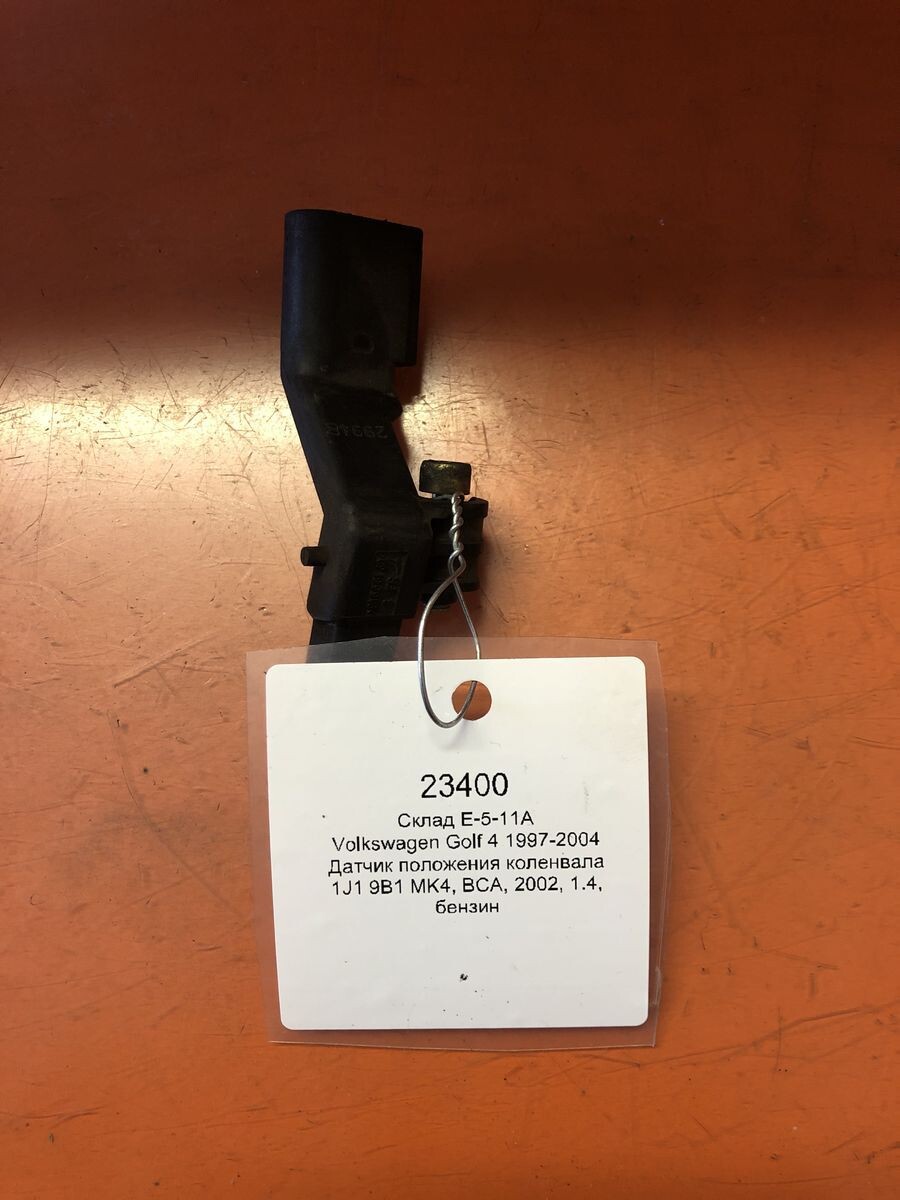 23400
Склад E-5-11A
Volkswagen Golf 4 1997-2004
Датчик положения коленвала
1J1 9B1 MK4, BCA, 2002, 1.4,
бензин